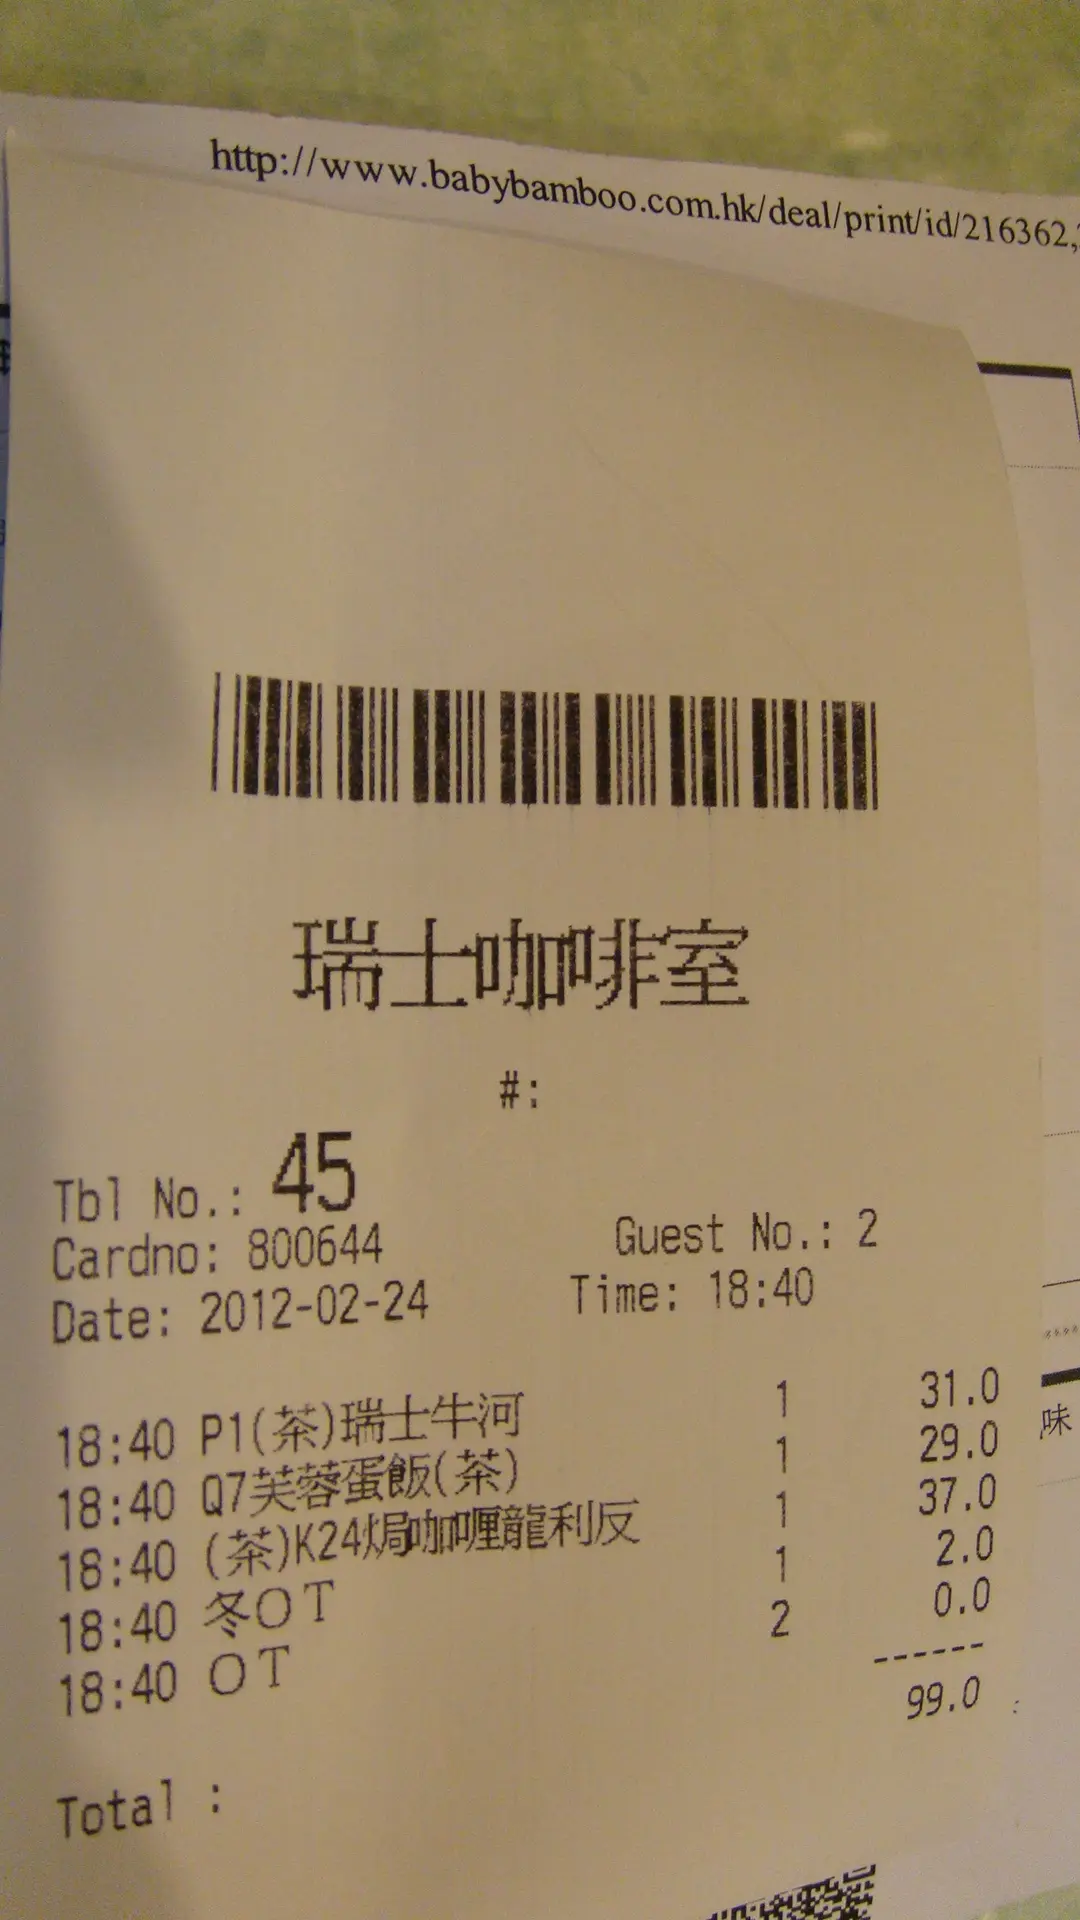 http://www.babybamboo.com.hk/deal/print/id/216362,
瑞士咖啡室
#:
Tbl No.: 45
Cardno: 800644 Guest No.: 2
Date: 2012-02-24 Time: 18:40
18:40 P1(茶)瑞士牛河 1 31.0
18:40 Q7芙蓉蛋飯(茶) 1 29.0
18:40 (茶)K24焗咖喱龍利反 1 37.0
18:40 冬OT 1 2.0
18:40 OT 2 0.0
------
99.0
Total :
味